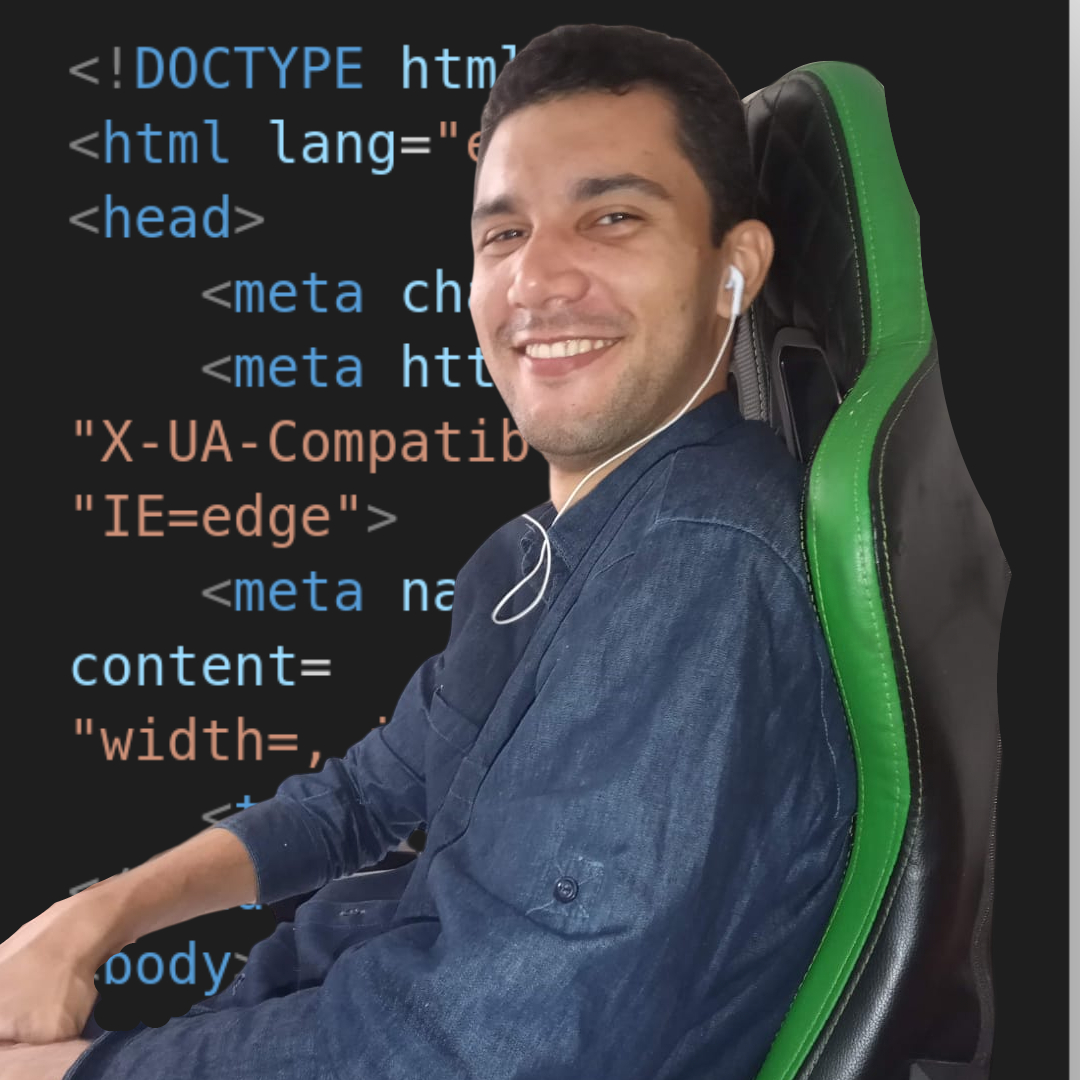 <!DOCTYPE html
<html lang="e
<head>
<meta ch
<meta htt
"X-UA-Compatib
"IE=edge">
<meta na
content=
"width=,
<t
body>